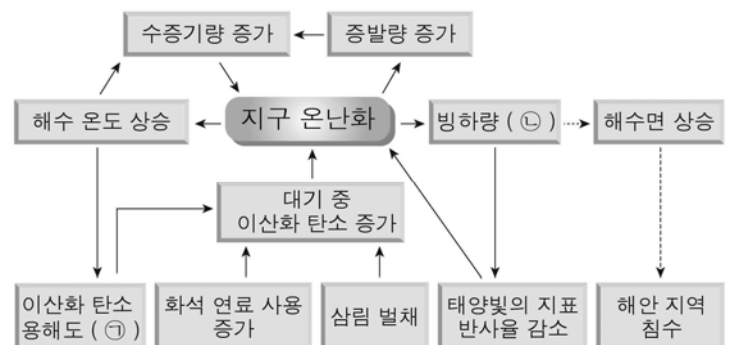 수증기량 증가
증발량 증가
해수 온도 상승
지구 온난화
빙하량 ( ㉡ )
해수면 상승
대기 중
이산화 탄소 증가
이산화 탄소
용해도 ( ㉠ )
화석 연료 사용
증가
삼림 벌채
태양빛의 지표
반사율 감소
해안 지역
침수